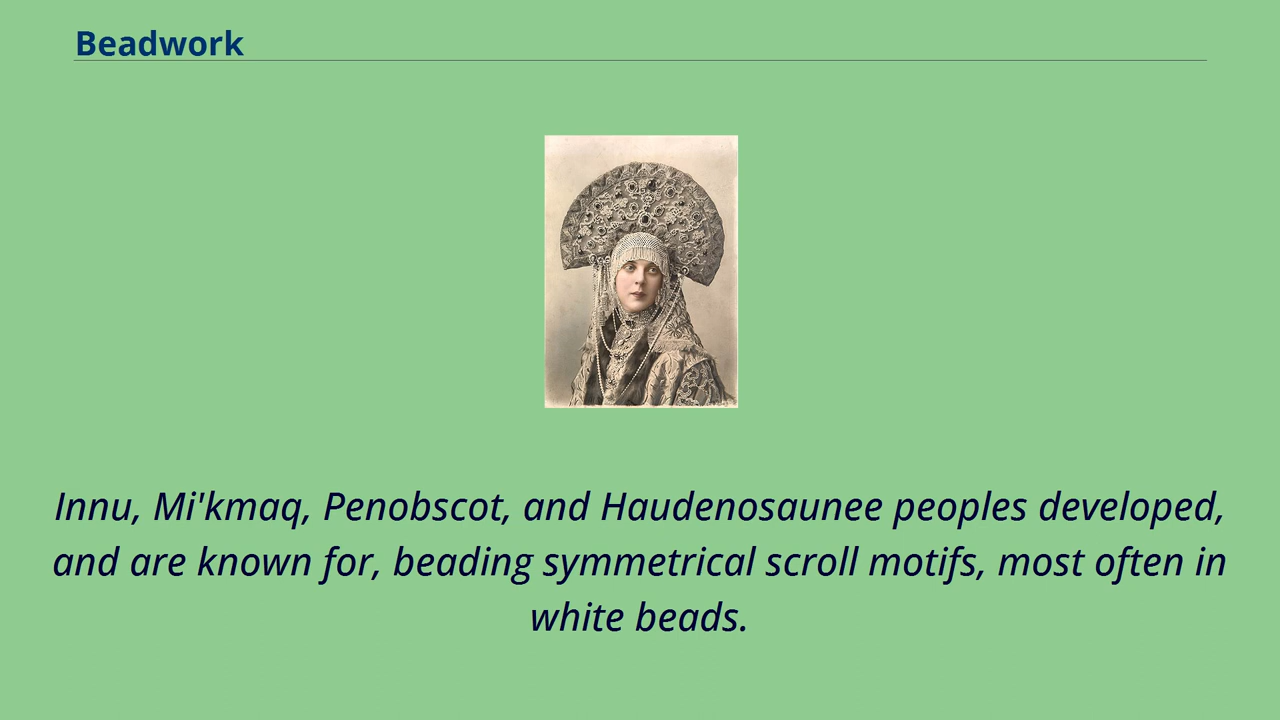 Beadwork
Innu, Mi'kmaq, Penobscot, and Haudenosaunee peoples developed,
and are known for, beading symmetrical scroll motifs, most often in
white beads.